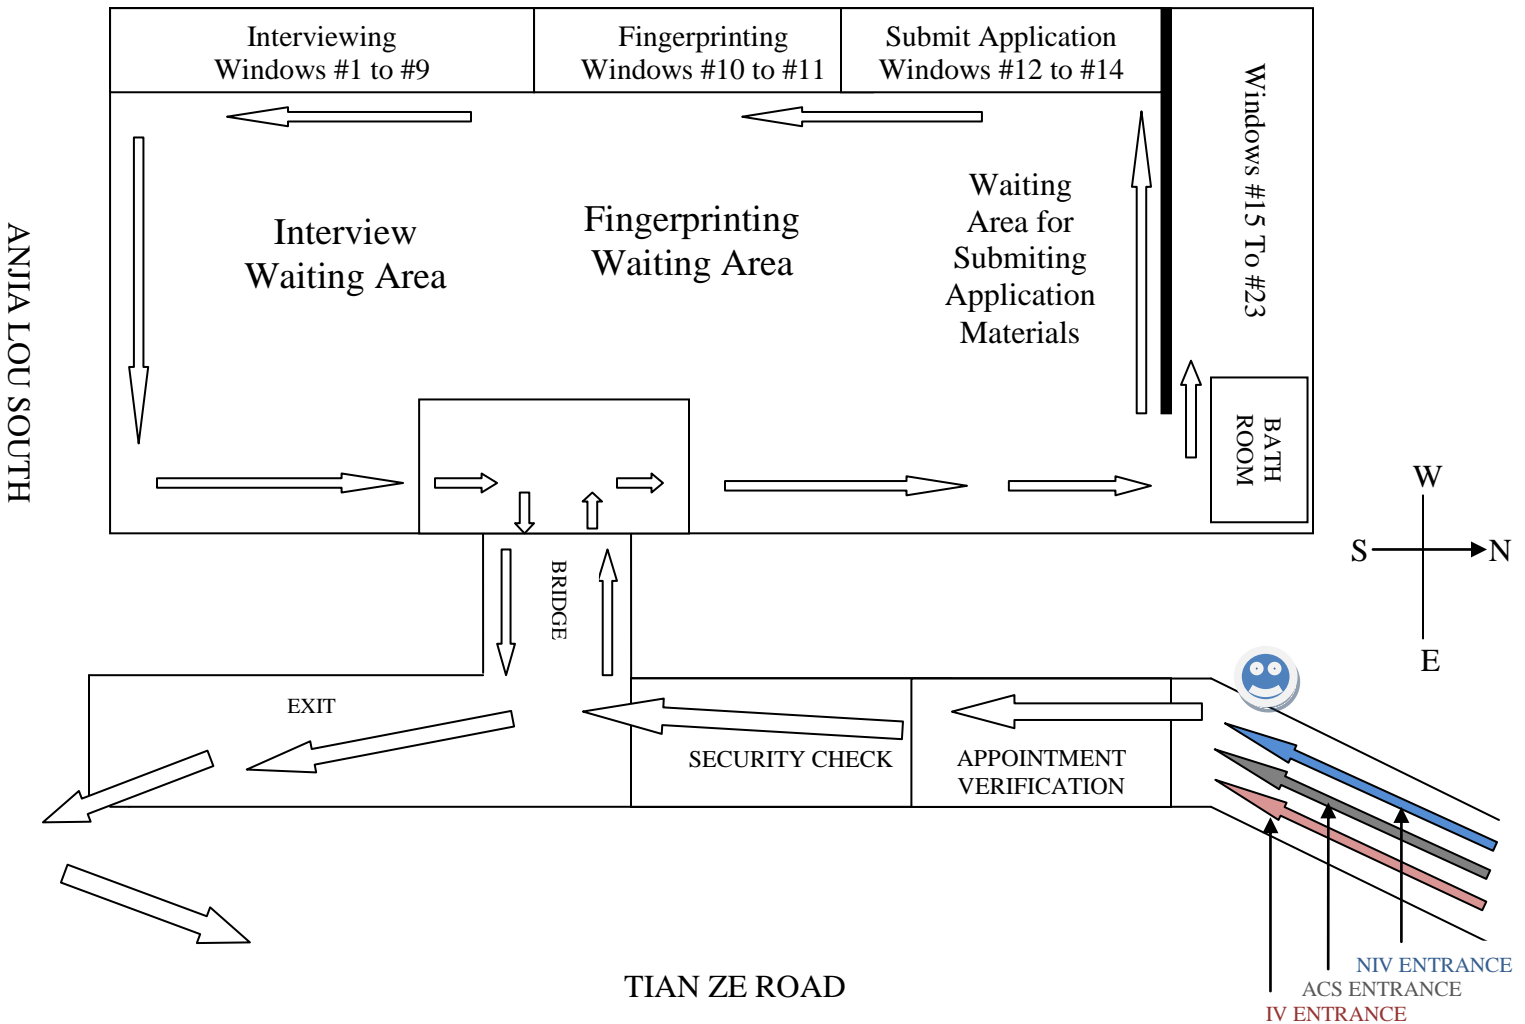 Interviewing
Windows #1 to #9
Fingerprinting
Windows #10 to #11
Submit Application
Windows #12 to #14
Windows #15 To #23
Interview
Waiting Area
Fingerprinting
Waiting Area
Waiting
Area for
Submiting
Application
Materials
ANJIA LOU SOUTH
BATH
ROOM
W
S
N
E
BRIDGE
EXIT
SECURITY CHECK
APPOINTMENT
VERIFICATION
NIV ENTRANCE
ACS ENTRANCE
IV ENTRANCE
TIAN ZE ROAD